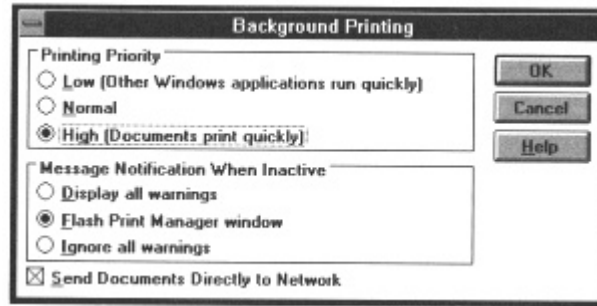 Background Printing
Printing Priority
Low (Other Windows applications run quickly)
Normal
High (Documents print quickly)
OK
Cancel
Help
Message Notification When Inactive
Display all warnings
Flash Print Manager window
Ignore all warnings
Send Documents Directly to Network